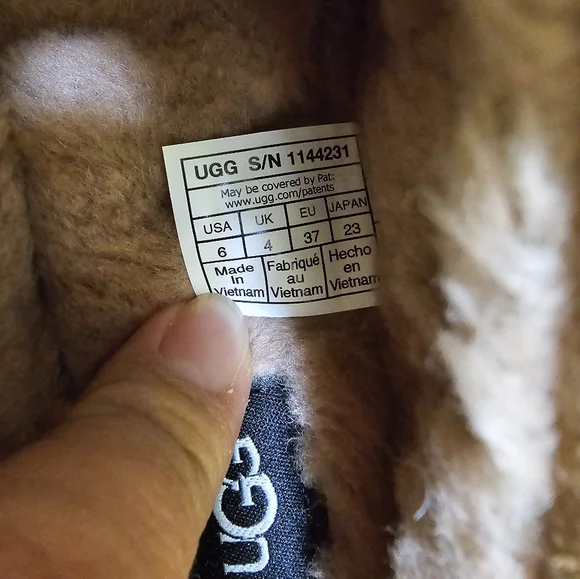 UGG S/N 1144231
May be covered by Pat:
www.ugg.com/patents
USA UK EU JAPAN
6 4 37 23
Made in Vietnam
Fabriqué au Vietnam
Hecho en Vietnam
UGG